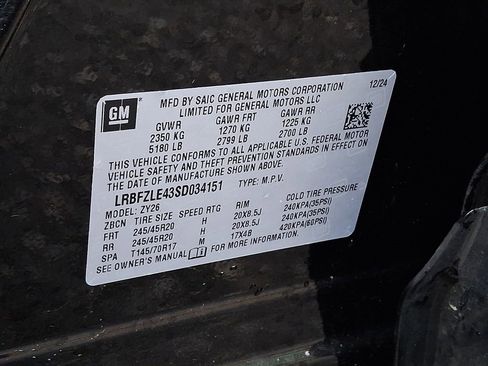 GM
MFD BY SAIC GENERAL MOTORS CORPORATION
LIMITED FOR GENERAL MOTORS LLC
12/24
GVWR GAWR FRT GAWR RR
2350 KG 1270 KG 1225 KG
5180 LB 2799 LB 2700 LB
THIS VEHICLE CONFORMS TO ALL APPLICABLE U.S. FEDERAL MOTOR
VEHICLE SAFETY AND THEFT PREVENTION STANDARDS IN EFFECT ON
THE DATE OF MANUFACTURE SHOWN ABOVE.
LRBFZLE43SD034151 TYPE: M.P.V.
MODEL: ZY26
ZBCN TIRE SIZE SPEED RTG RIM COLD TIRE PRESSURE
FRT 245/45R20 H 20X8.5J 240KPA(35PSI)
RR 245/45R20 H 20X8.5J 240KPA(35PSI)
SPA T145/70R17 M 17X4B 420KPA(60PSI)
SEE OWNER'S MANUAL FOR MORE INFORMATION